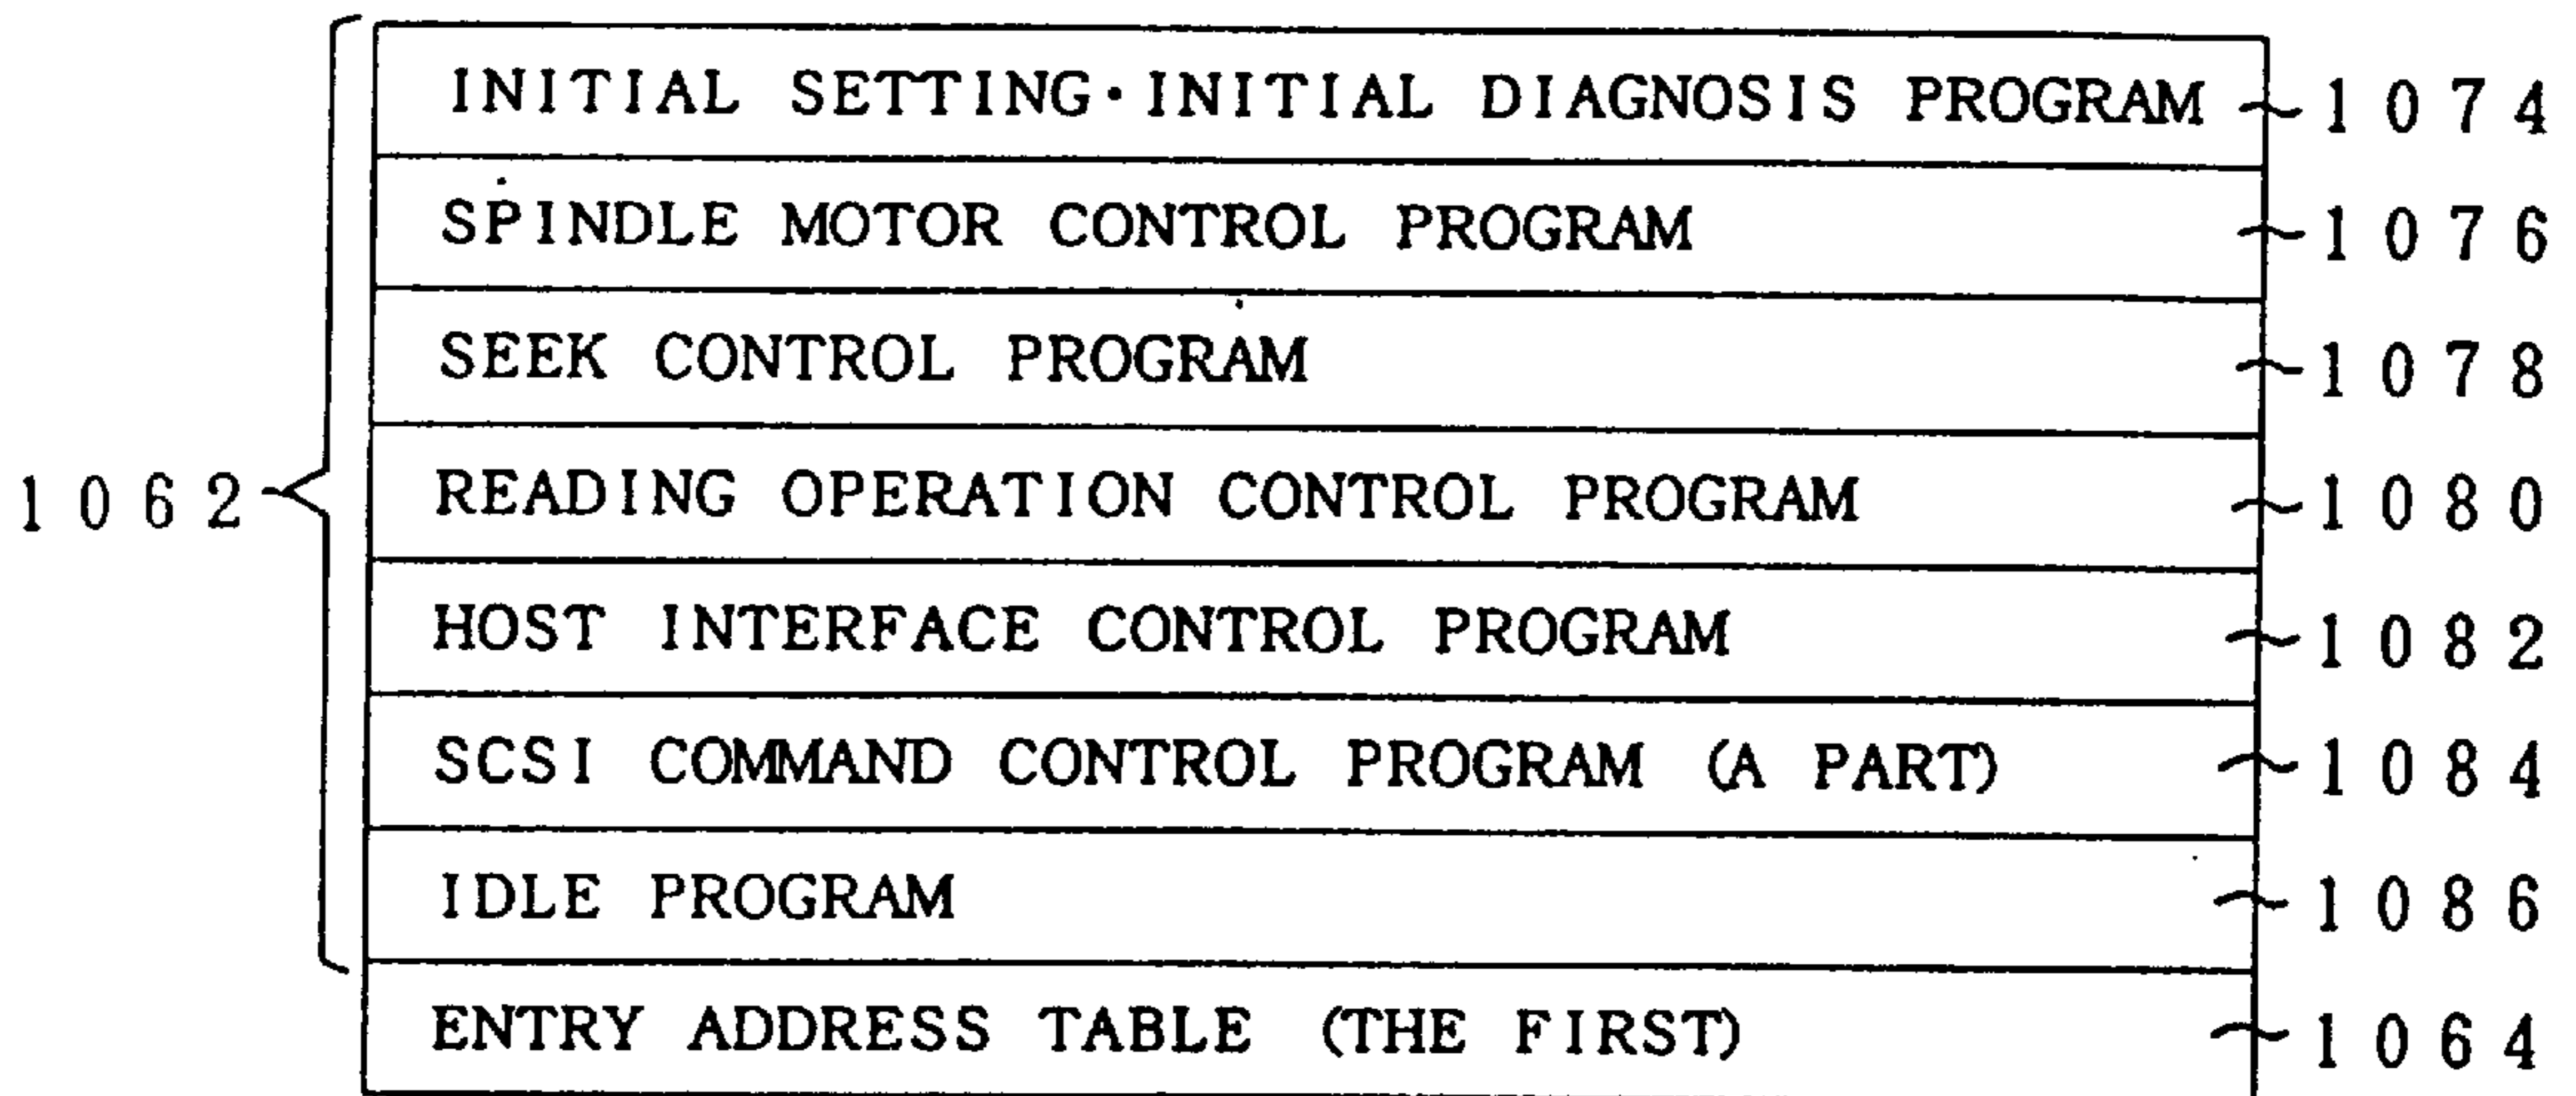 INITIAL SETTING・INITIAL DIAGNOSIS PROGRAM 1074
SPINDLE MOTOR CONTROL PROGRAM 1076
SEEK CONTROL PROGRAM 1078
1062 READING OPERATION CONTROL PROGRAM 1080
HOST INTERFACE CONTROL PROGRAM 1082
SCSI COMMAND CONTROL PROGRAM (A PART) 1084
IDLE PROGRAM 1086
ENTRY ADDRESS TABLE (THE FIRST) 1064